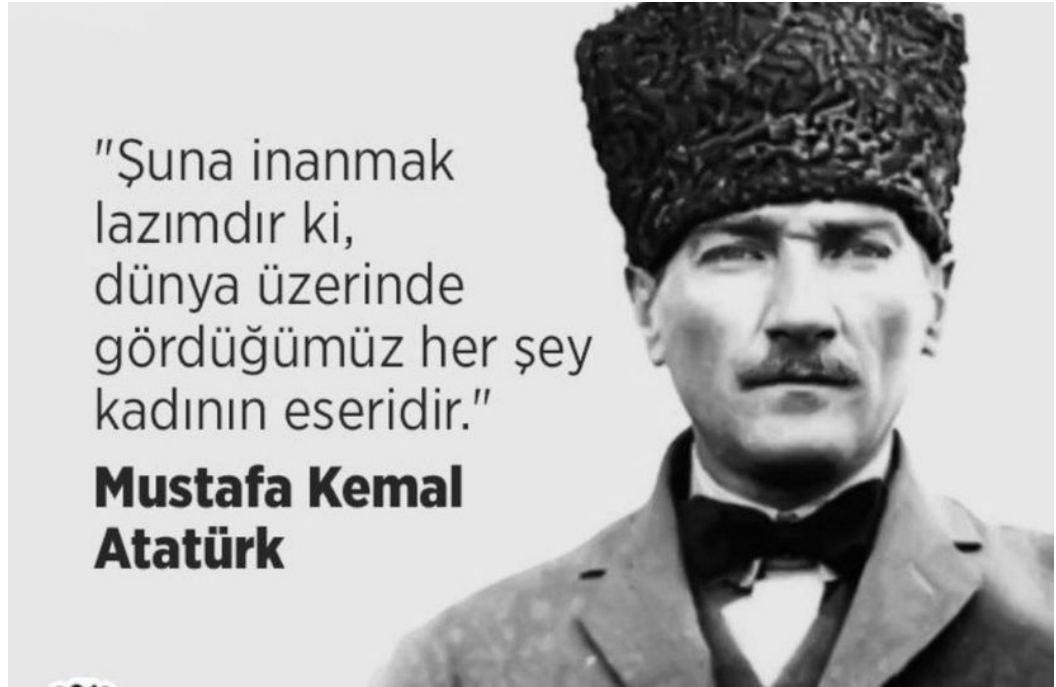 "Şuna inanmak
lazımdır ki,
dünya üzerinde
gördüğümüz her şey
kadının eseridir."
Mustafa Kemal
Atatürk